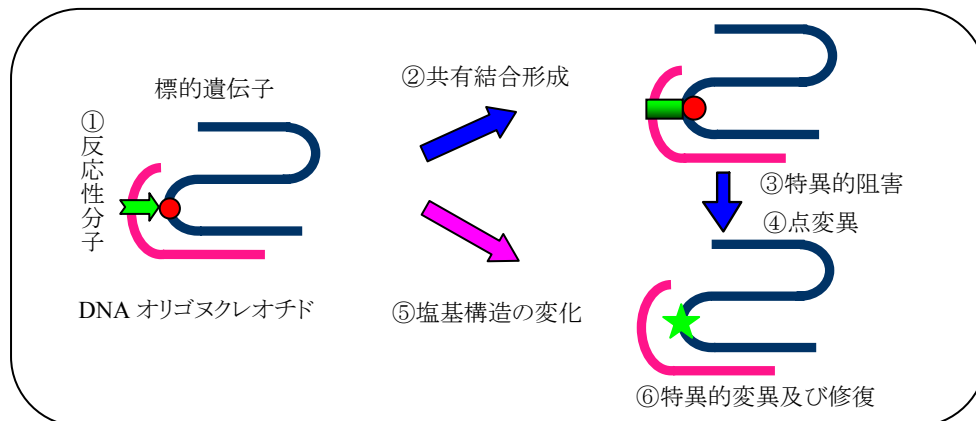 標的遺伝子
①反応性分子
DNA オリゴヌクレオチド
②共有結合形成
③特異的阻害
④点変異
⑤塩基構造の変化
⑥特異的変異及び修復